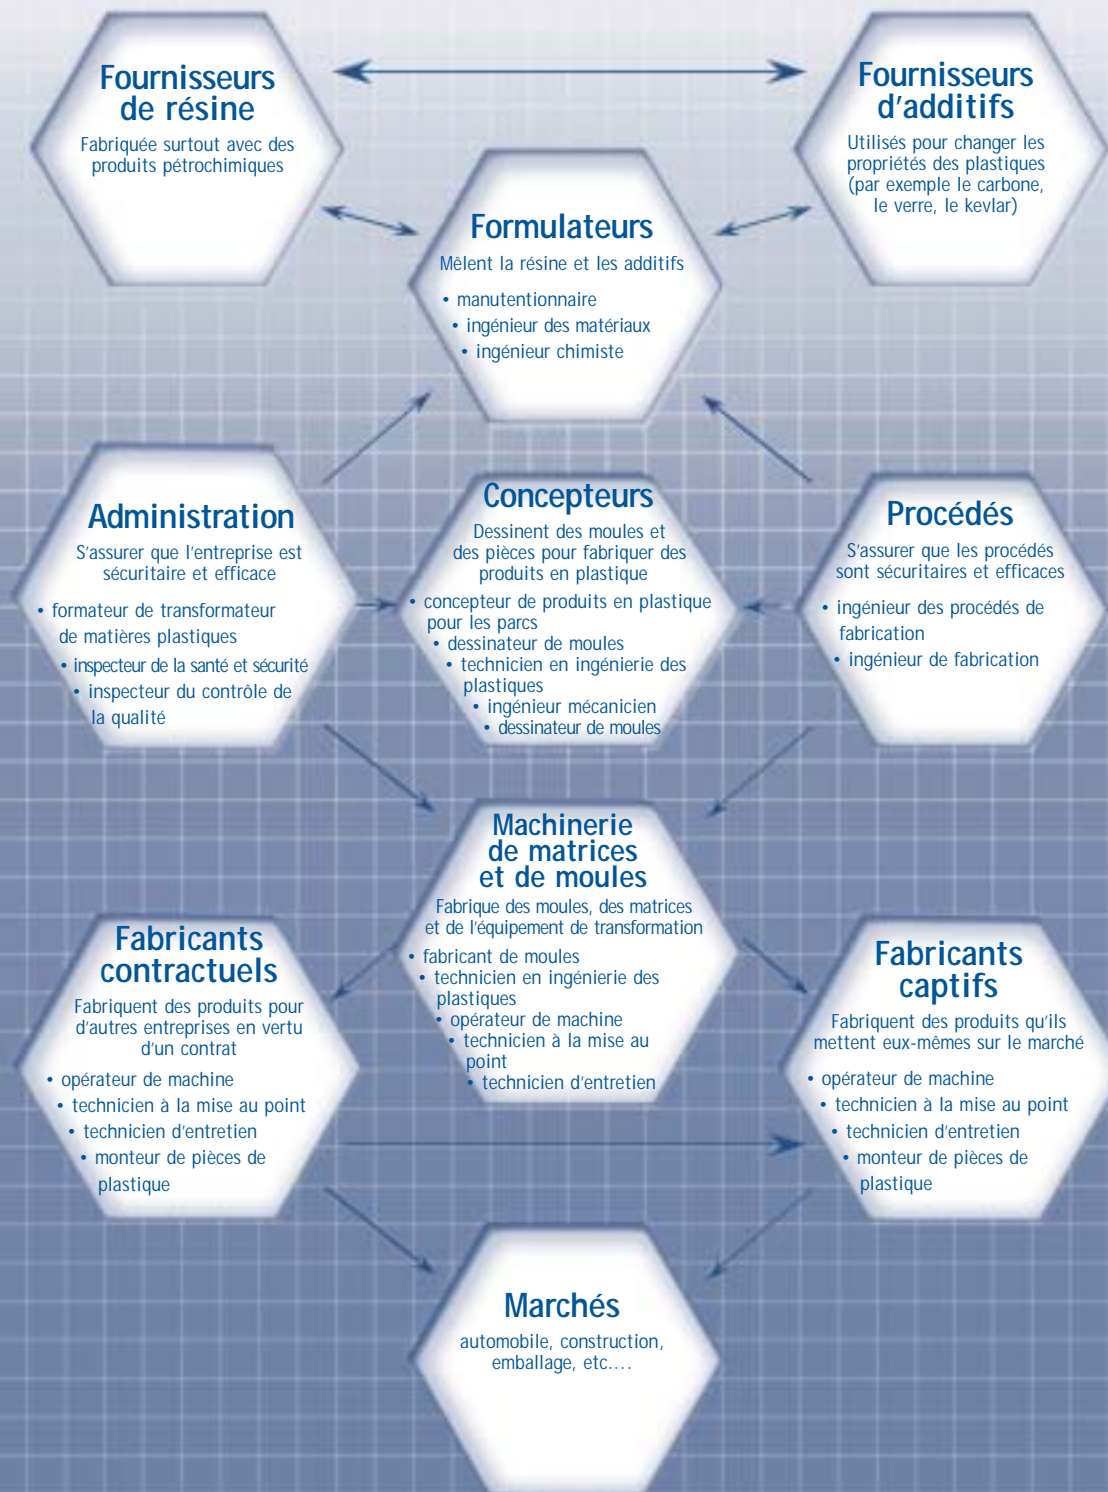 Fournisseurs
de résine
Fabriquée surtout avec des
produits pétrochimiques
Fournisseurs
d'additifs
Utilisés pour changer les
propriétés des plastiques
(par exemple le carbone,
le verre, le kevlar)
Formulateurs
Mêlent la résine et les additifs
• manutentionnaire
• ingénieur des matériaux
• ingénieur chimiste
Administration
S'assurer que l'entreprise est
sécuritaire et efficace
• formateur de transformateur
de matières plastiques
• inspecteur de la santé et sécurité
• inspecteur du contrôle de
la qualité
Concepteurs
Dessinent des moules et
des pièces pour fabriquer des
produits en plastique
• concepteur de produits en plastique
pour les parcs
• dessinateur de moules
• technicien en ingénierie des
plastiques
• ingénieur mécanicien
• dessinateur de moules
Procédés
S'assurer que les procédés
sont sécuritaires et efficaces
• ingénieur des procédés de
fabrication
• ingénieur de fabrication
Machinerie
de matrices
et de moules
Fabrique des moules, des matrices
et de l'équipement de transformation
• fabricant de moules
• technicien en ingénierie des
plastiques
• opérateur de machine
• technicien à la mise au
point
• technicien d'entretien
Fabricants
contractuels
Fabriquent des produits pour
d'autres entreprises en vertu
d'un contrat
• opérateur de machine
• technicien à la mise au point
• technicien d'entretien
• monteur de pièces de
plastique
Fabricants
captifs
Fabriquent des produits qu'ils
mettent eux-mêmes sur le marché
• opérateur de machine
• technicien à la mise au point
• technicien d'entretien
• monteur de pièces de
plastique
Marchés
automobile, construction,
emballage, etc....